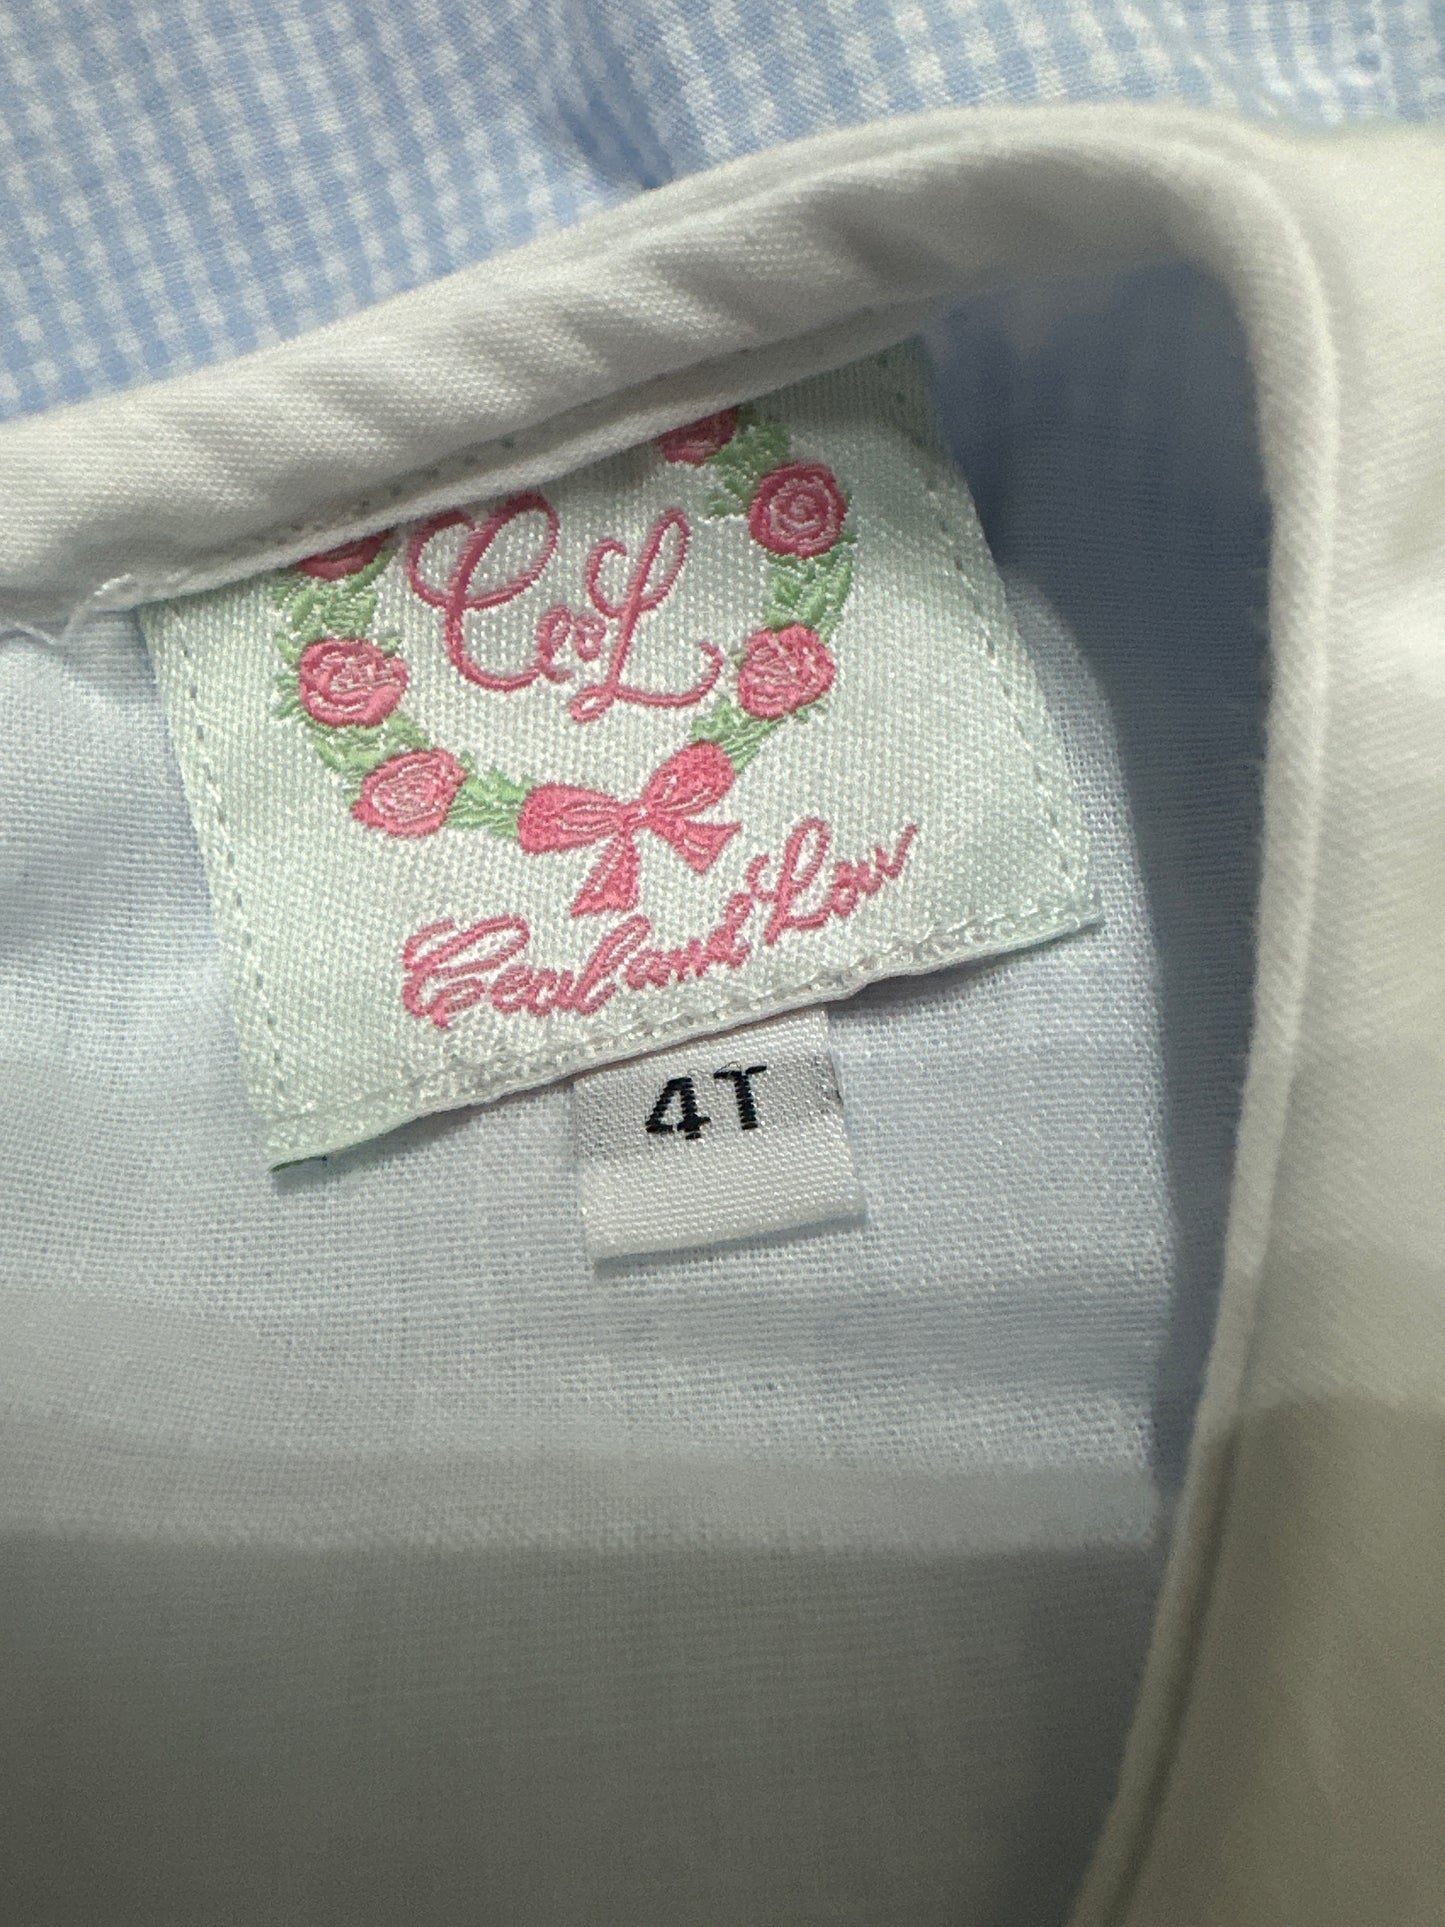 C & L
Cecil and Lou
4T